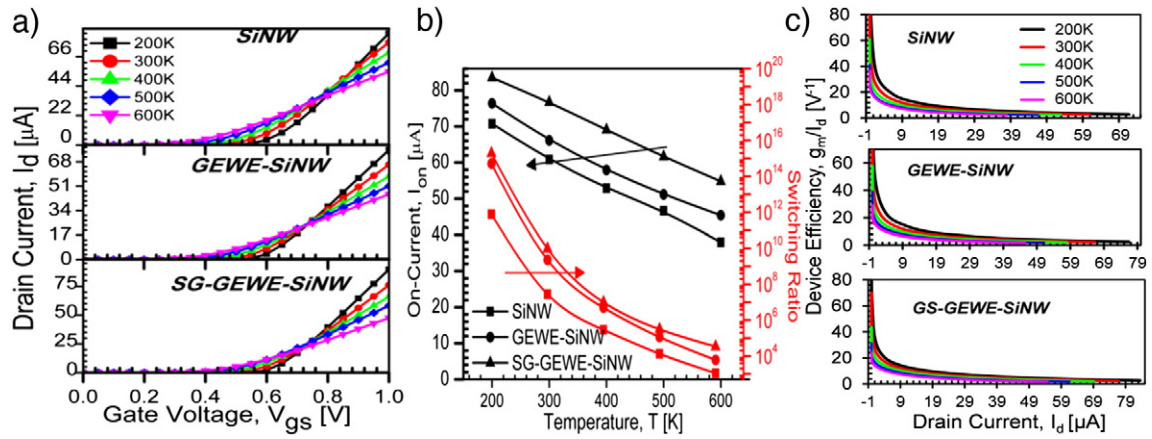 a)
SiNW
200K
300K
400K
500K
600K
66
44
22
0
GEWE-SiNW
68
51
34
17
0
SG-GEWE-SiNW
75
50
25
0
0.0 0.2 0.4 0.6 0.8 1.0
Drain Current, Id [µA]
Gate Voltage, Vgs [V]
b)
80
70
60
50
40
30
20
10
0
On-Current, Ion [µA]
SiNW
GEWE-SiNW
SG-GEWE-SiNW
10^20
10^18
10^16
10^14
10^12
10^10
10^8
10^6
10^4
Switching Ratio
200 300 400 500 600
Temperature, T [K]
c)
80
60
40
20
0
SiNW
200K
300K
400K
500K
600K
-1 9 19 29 39 49 59 69
60
40
20
0
GEWE-SiNW
-1 9 19 29 39 49 59 69 79
80
60
40
20
0
GS-GEWE-SiNW
-1 9 19 29 39 49 59 69 79
Device Efficiency, gm/Id [V^-1]
Drain Current, Id [µA]